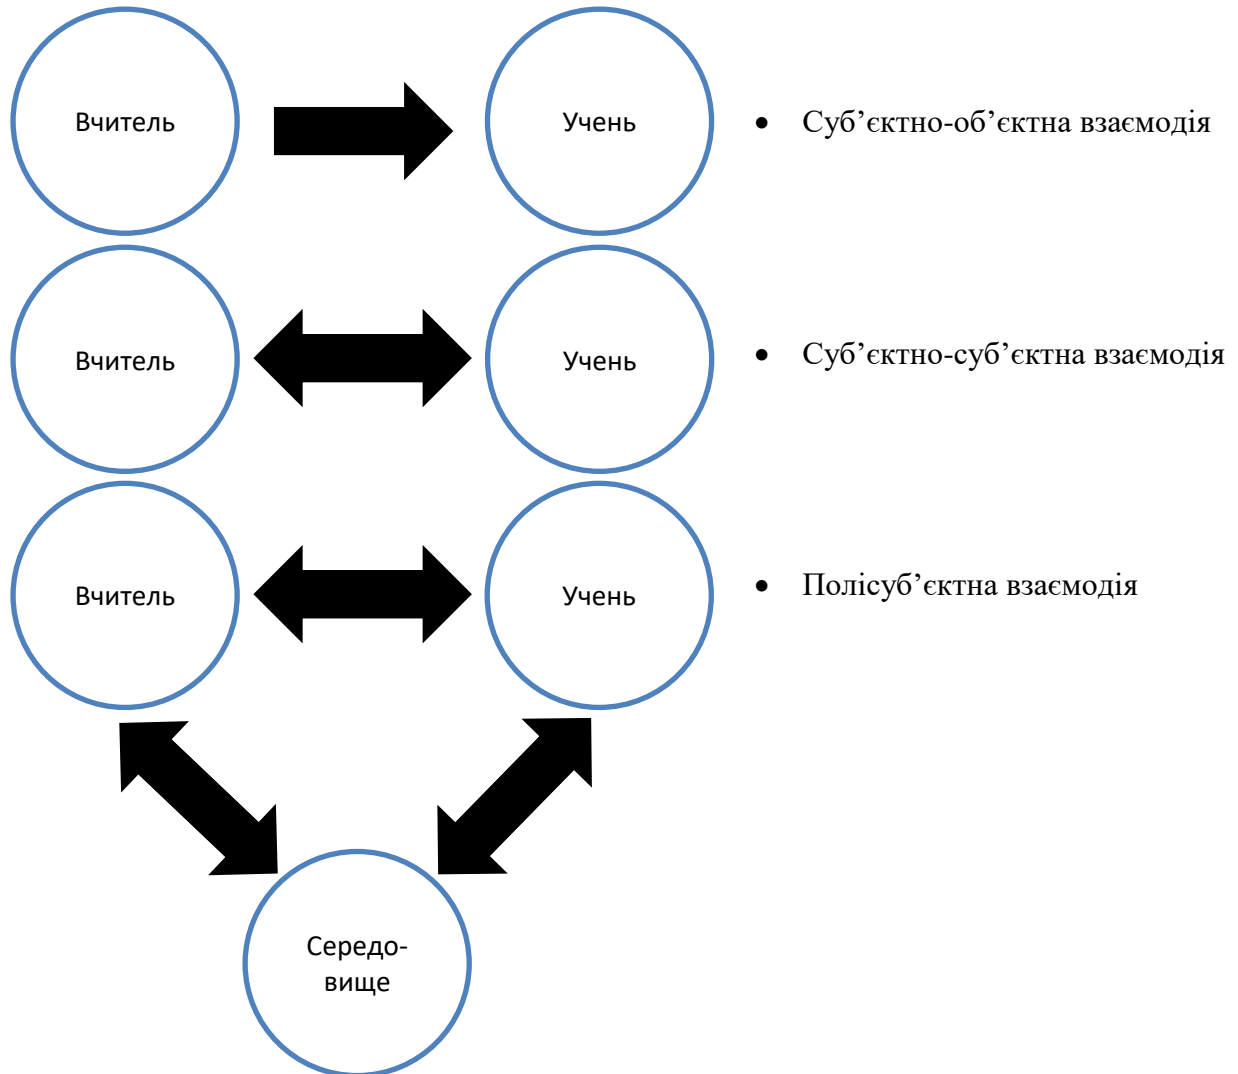 Вчитель
Учень
• Суб’єктно-об’єктна взаємодія
Вчитель
Учень
• Суб’єктно-суб’єктна взаємодія
Вчитель
Учень
• Полісуб’єктна взаємодія
Середо-
вище